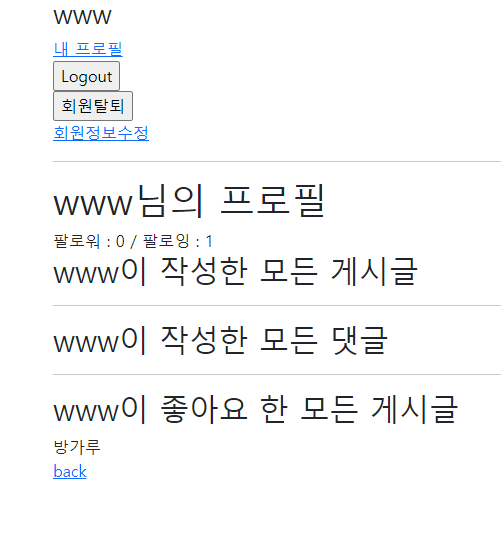 www
내 프로필
Logout
회원탈퇴
회원정보수정
www님의 프로필
팔로워 : 0 / 팔로잉 : 1
www이 작성한 모든 게시글
www이 작성한 모든 댓글
www이 좋아요 한 모든 게시글
방가루
back